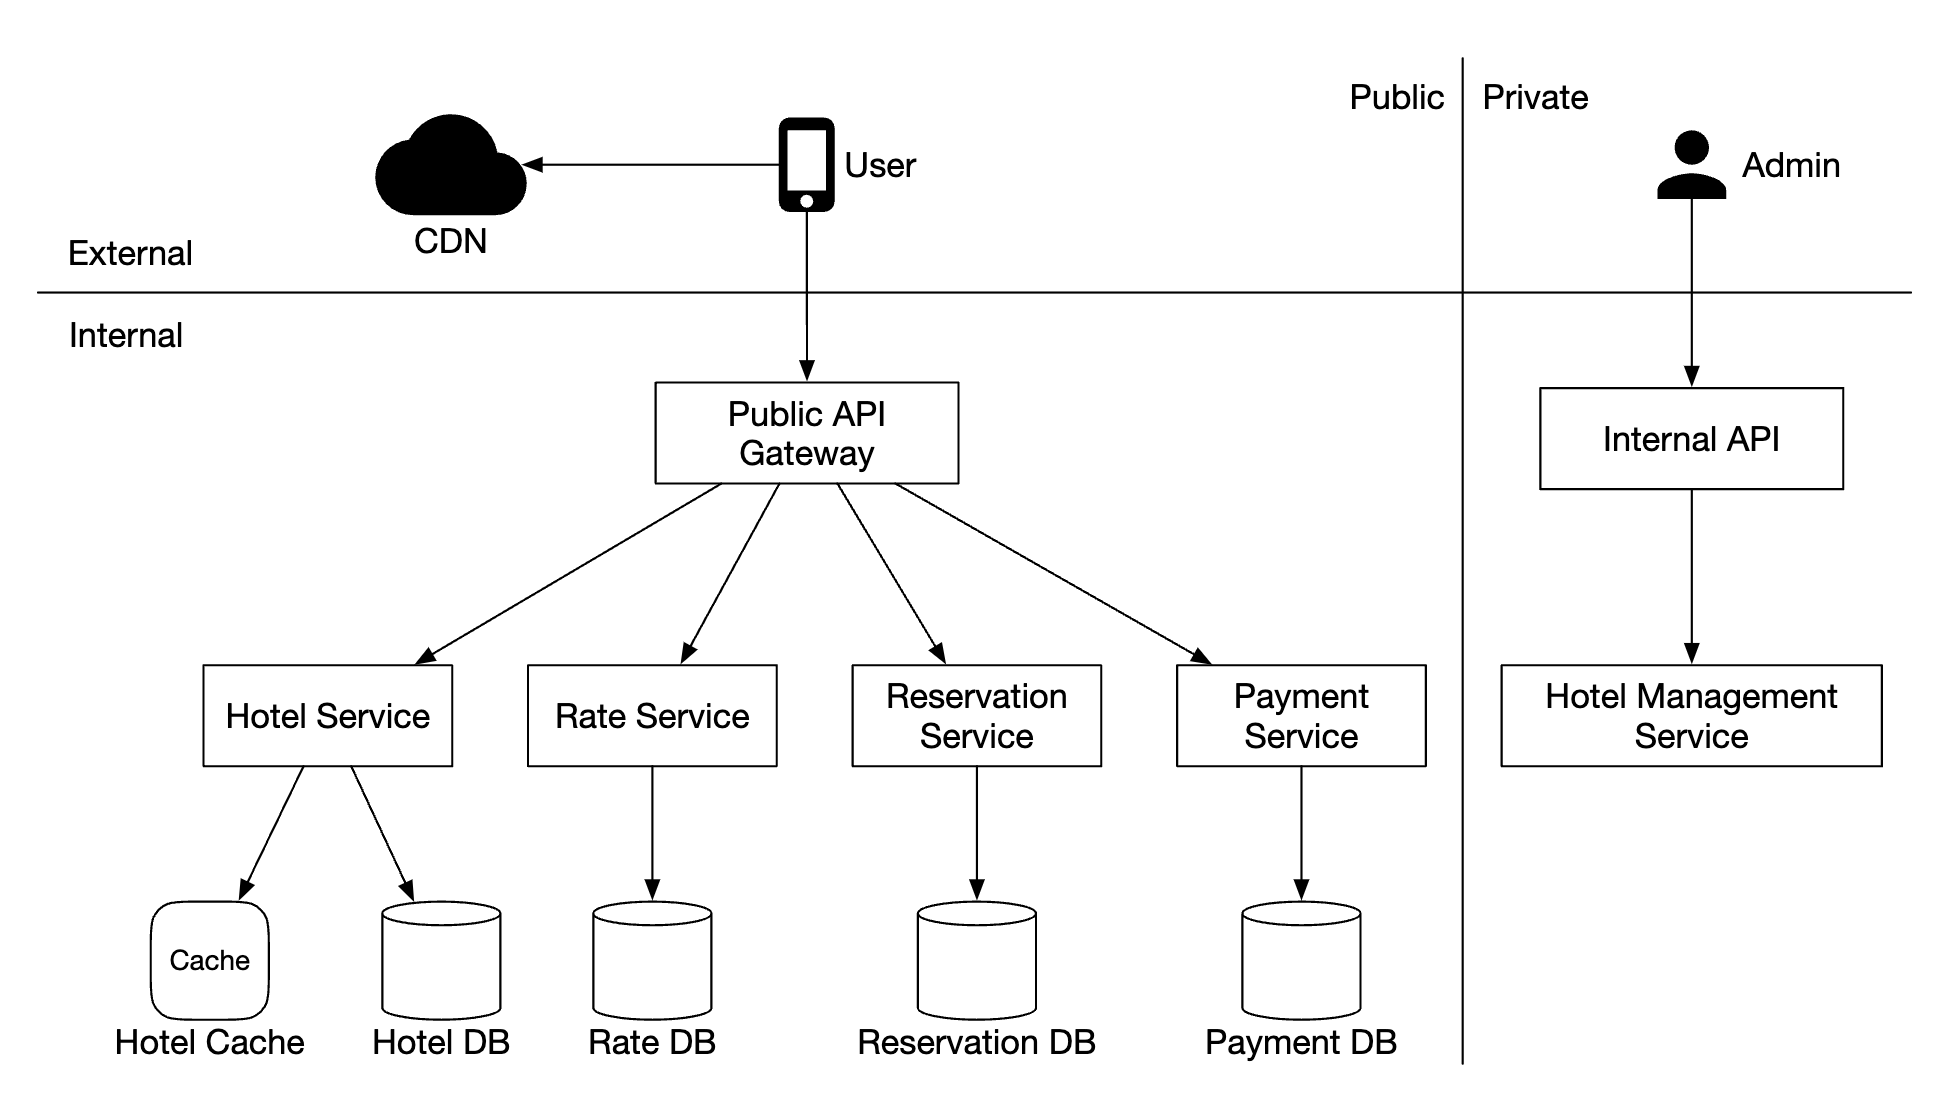 Public
Private
User
Admin
CDN
External
Internal
Public API
Gateway
Internal API
Hotel Service
Rate Service
Reservation
Service
Payment
Service
Hotel Management
Service
Cache
Hotel Cache
Hotel DB
Rate DB
Reservation DB
Payment DB